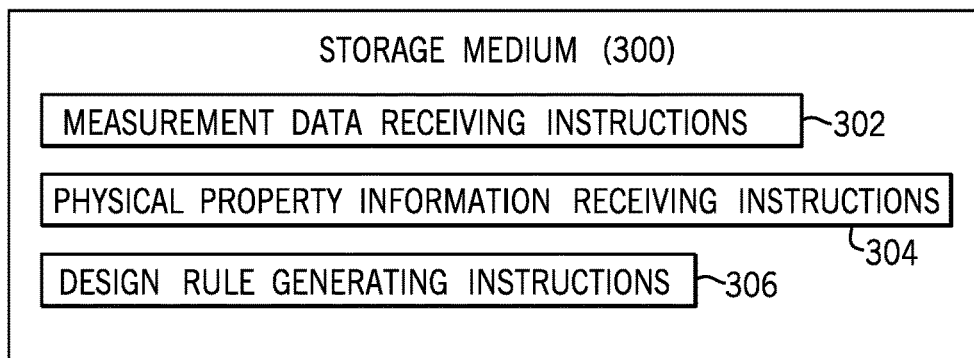 STORAGE MEDIUM (300)
MEASUREMENT DATA RECEIVING INSTRUCTIONS 302
PHYSICAL PROPERTY INFORMATION RECEIVING INSTRUCTIONS
304
DESIGN RULE GENERATING INSTRUCTIONS 306